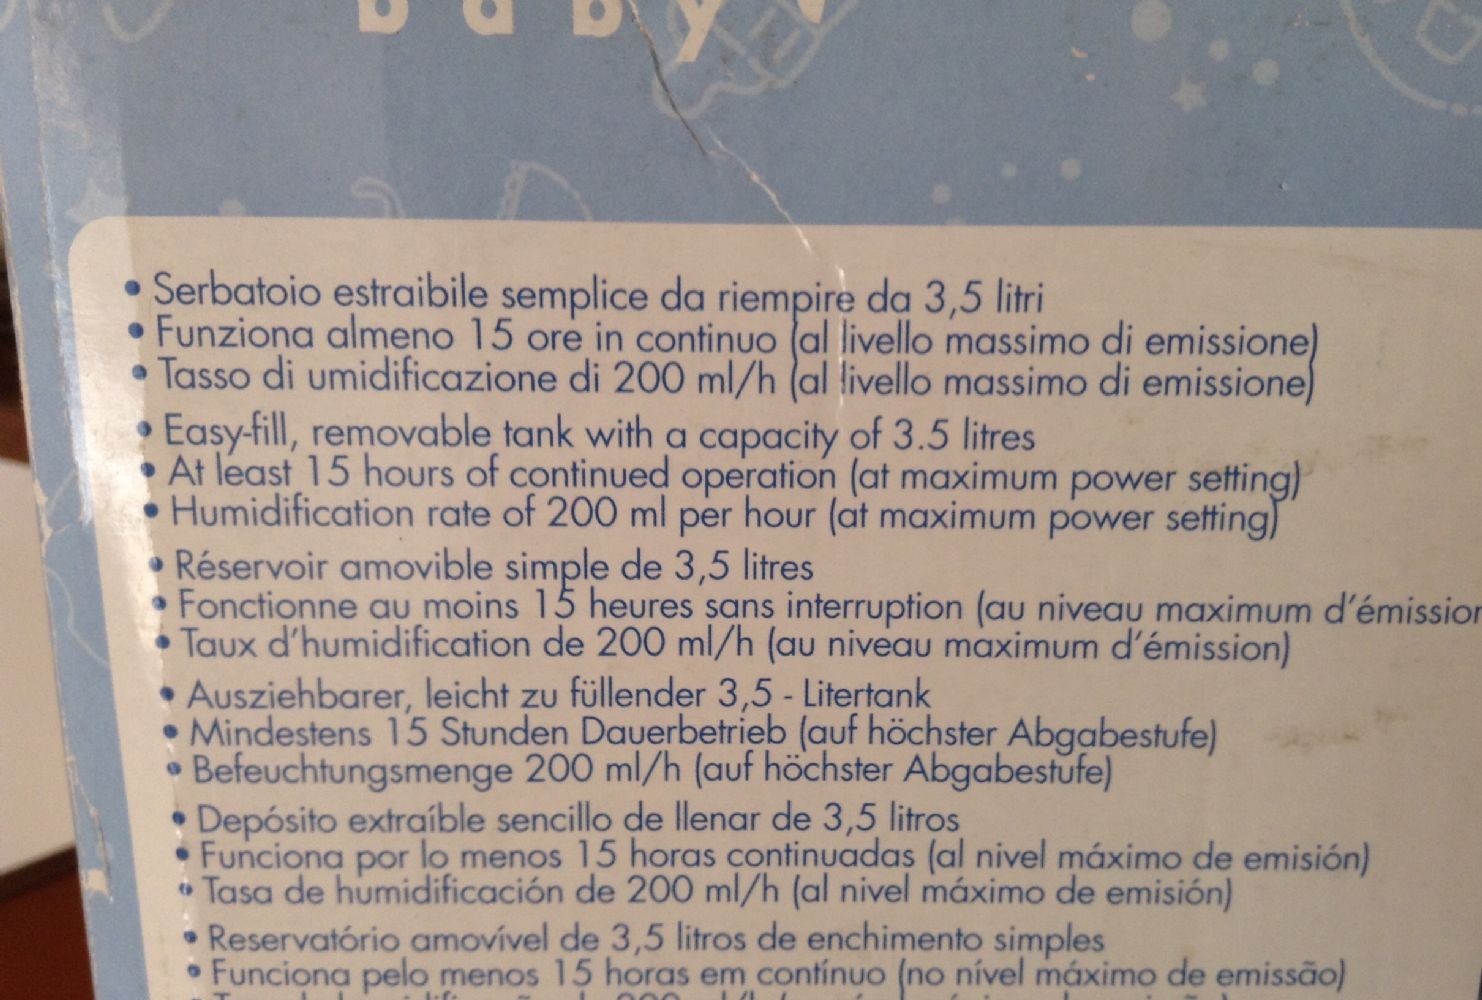 baby
• Serbatoio estraibile semplice da riempire da 3,5 litri
• Funziona almeno 15 ore in continuo (al livello massimo di emissione)
• Tasso di umidificazione di 200 ml/h (al livello massimo di emissione)
• Easy-fill, removable tank with a capacity of 3.5 litres
• At least 15 hours of continued operation (at maximum power setting)
• Humidification rate of 200 ml per hour (at maximum power setting)
• Réservoir amovible simple de 3,5 litres
• Fonctionne au moins 15 heures sans interruption (au niveau maximum d'émission
• Taux d'humidification de 200 ml/h (au niveau maximum d'émission)
• Ausziehbarer, leicht zu füllender 3,5 - Litertank
• Mindestens 15 Stunden Dauerbetrieb (auf höchster Abgabestufe)
• Befeuchtungsmenge 200 ml/h (auf höchster Abgabestufe)
• Depósito extraíble sencillo de llenar de 3,5 litros
• Funciona por lo menos 15 horas continuadas (al nivel máximo de emisión)
• Tasa de humidificación de 200 ml/h (al nivel máximo de emisión)
• Reservatório amovível de 3,5 litros de enchimento simples
• Funciona pelo menos 15 horas em contínuo (no nível máximo de emissão)